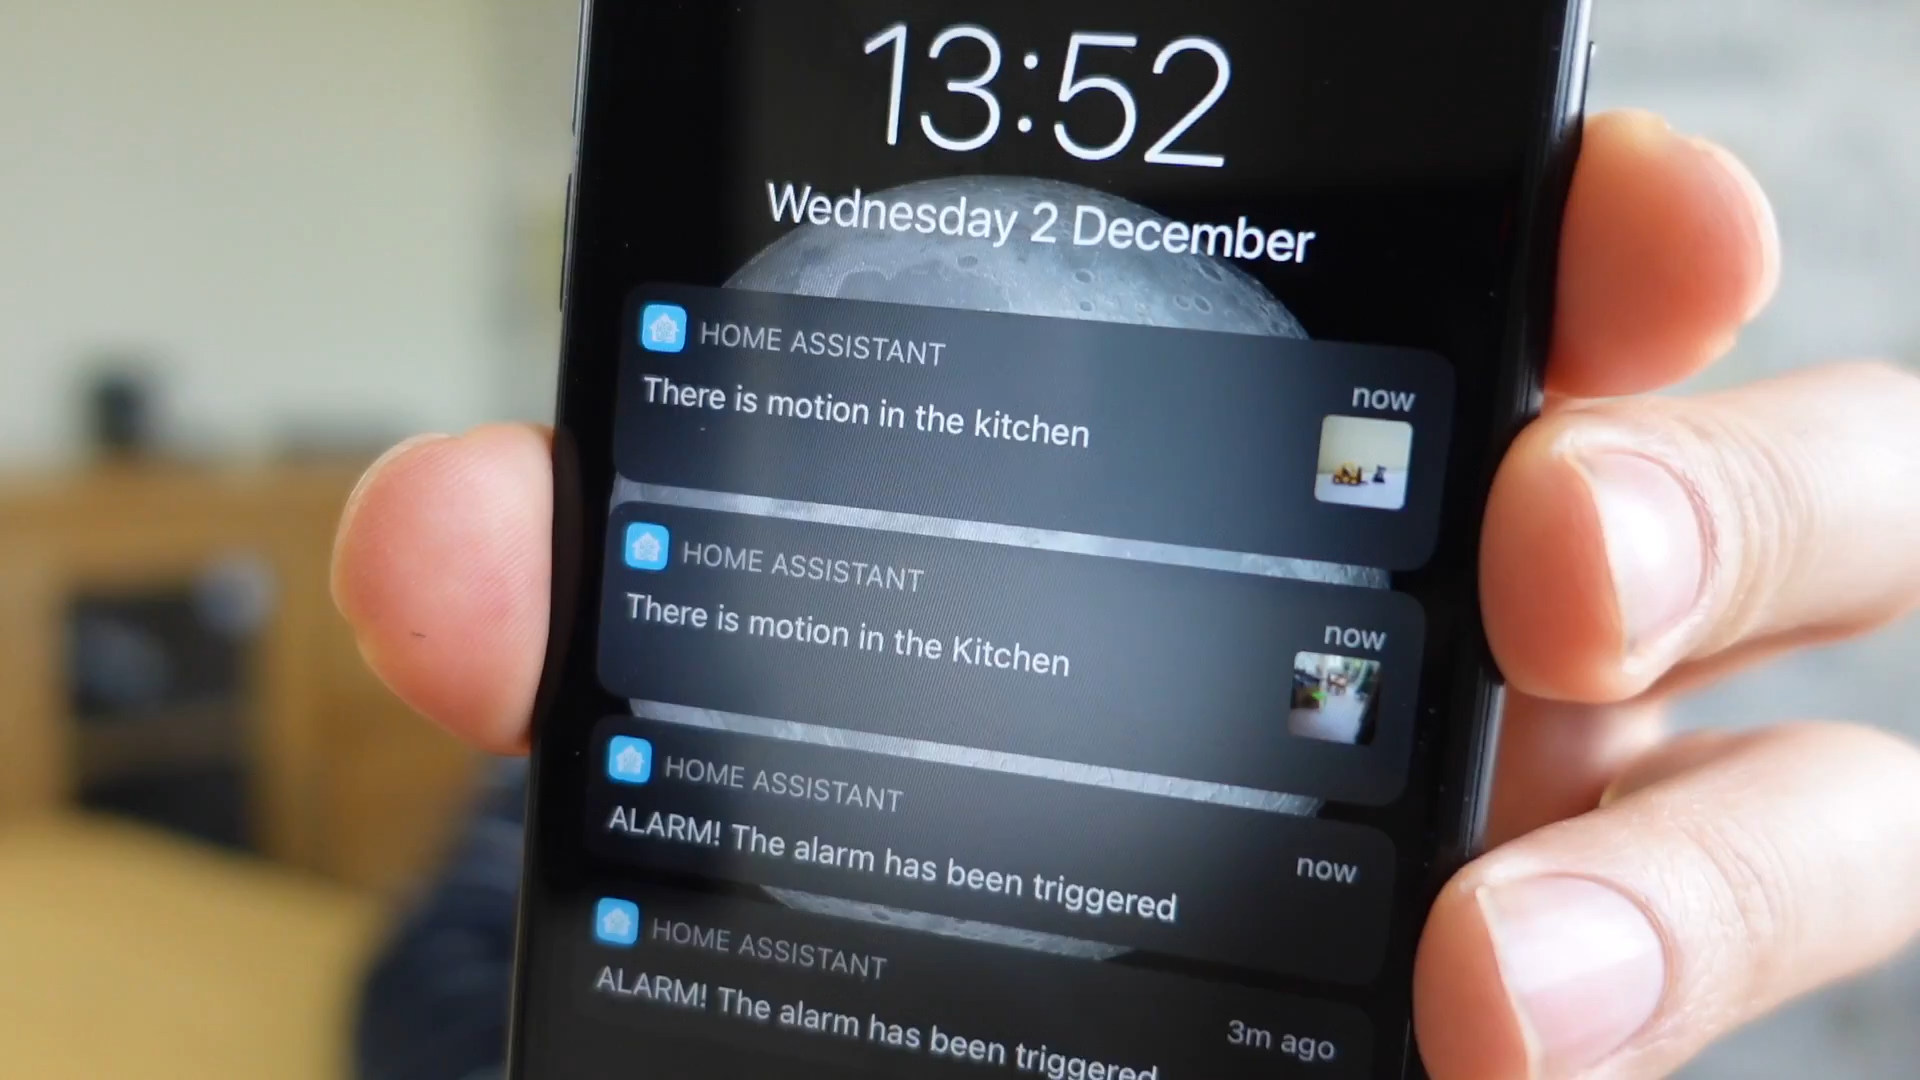 13:52
Wednesday 2 December
HOME ASSISTANT
now
There is motion in the kitchen
HOME ASSISTANT
now
There is motion in the Kitchen
HOME ASSISTANT
now
ALARM! The alarm has been triggered
HOME ASSISTANT
3m ago
ALARM! The alarm has been triggered